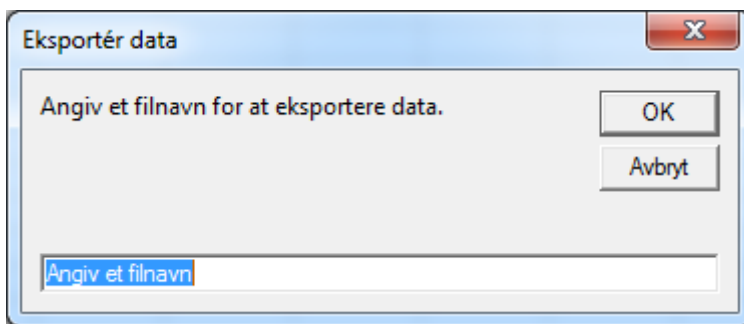 Eksportér data
Angiv et filnavn for at eksportere data.
OK
Avbryt
Angiv et filnavn